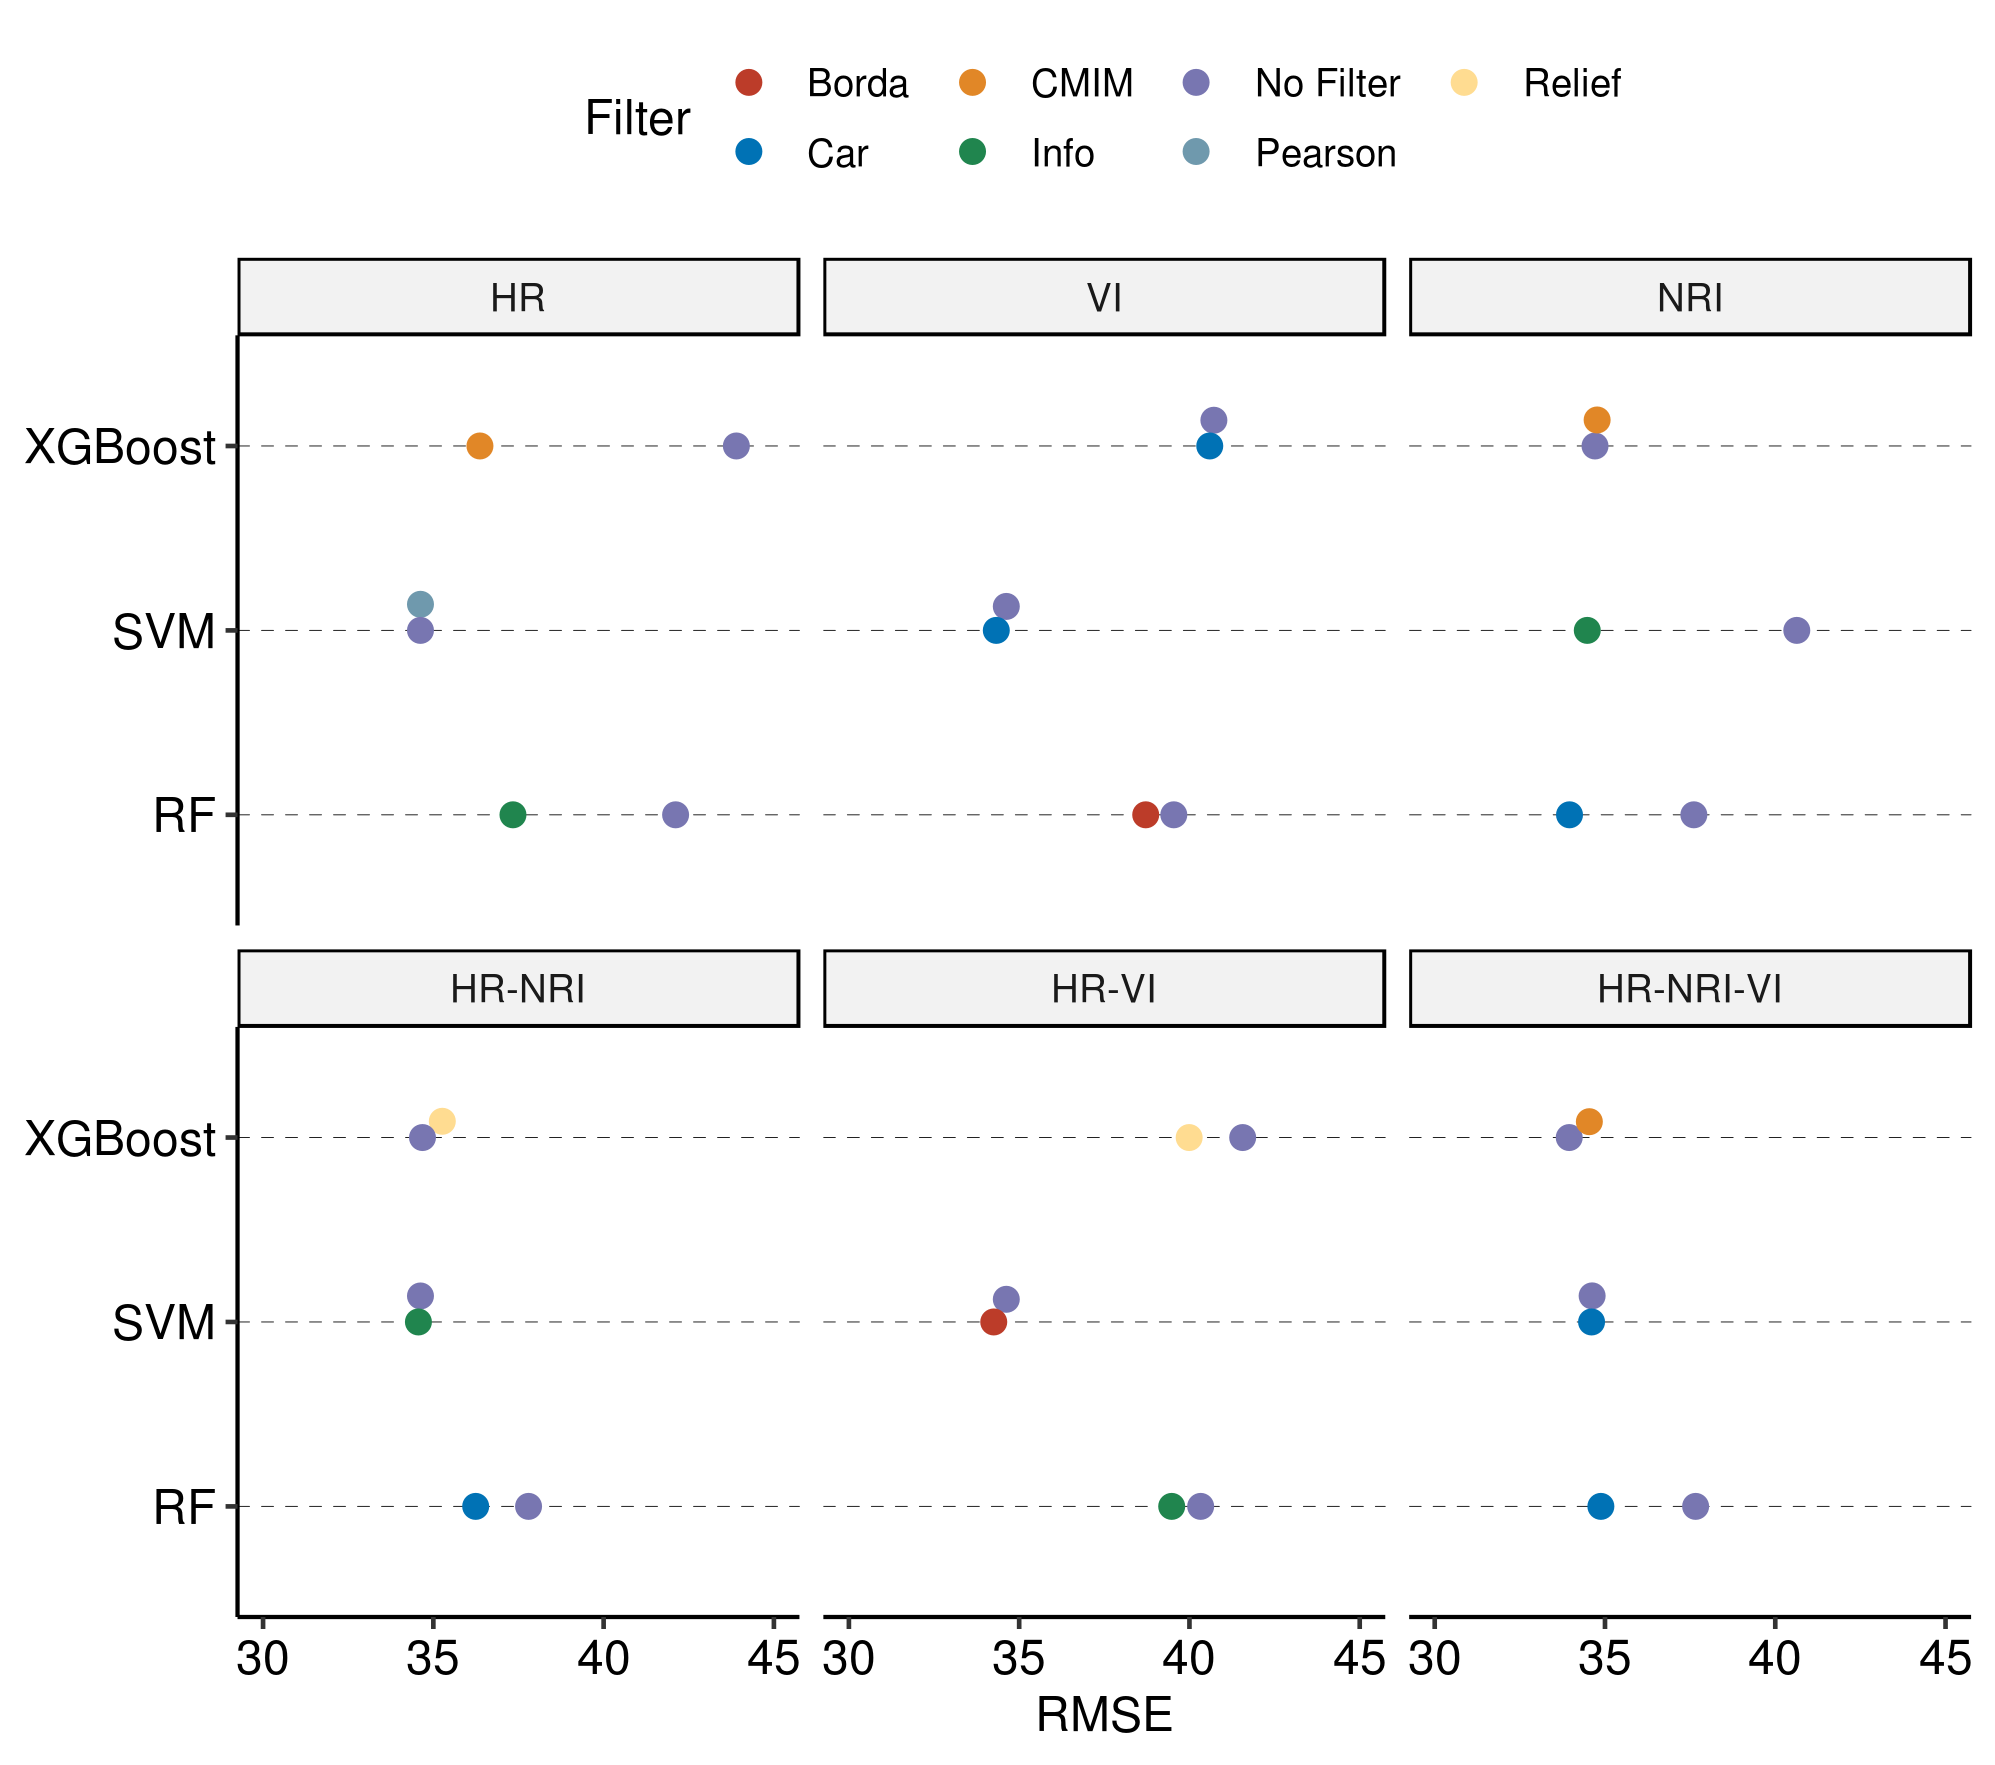 Filter
Borda CMIM No Filter Relief
Car Info Pearson
HR VI NRI
XGBoost
SVM
RF
HR-NRI HR-VI HR-NRI-VI
XGBoost
SVM
RF
30 35 40 45 30 35 40 45 30 35 40 45
RMSE